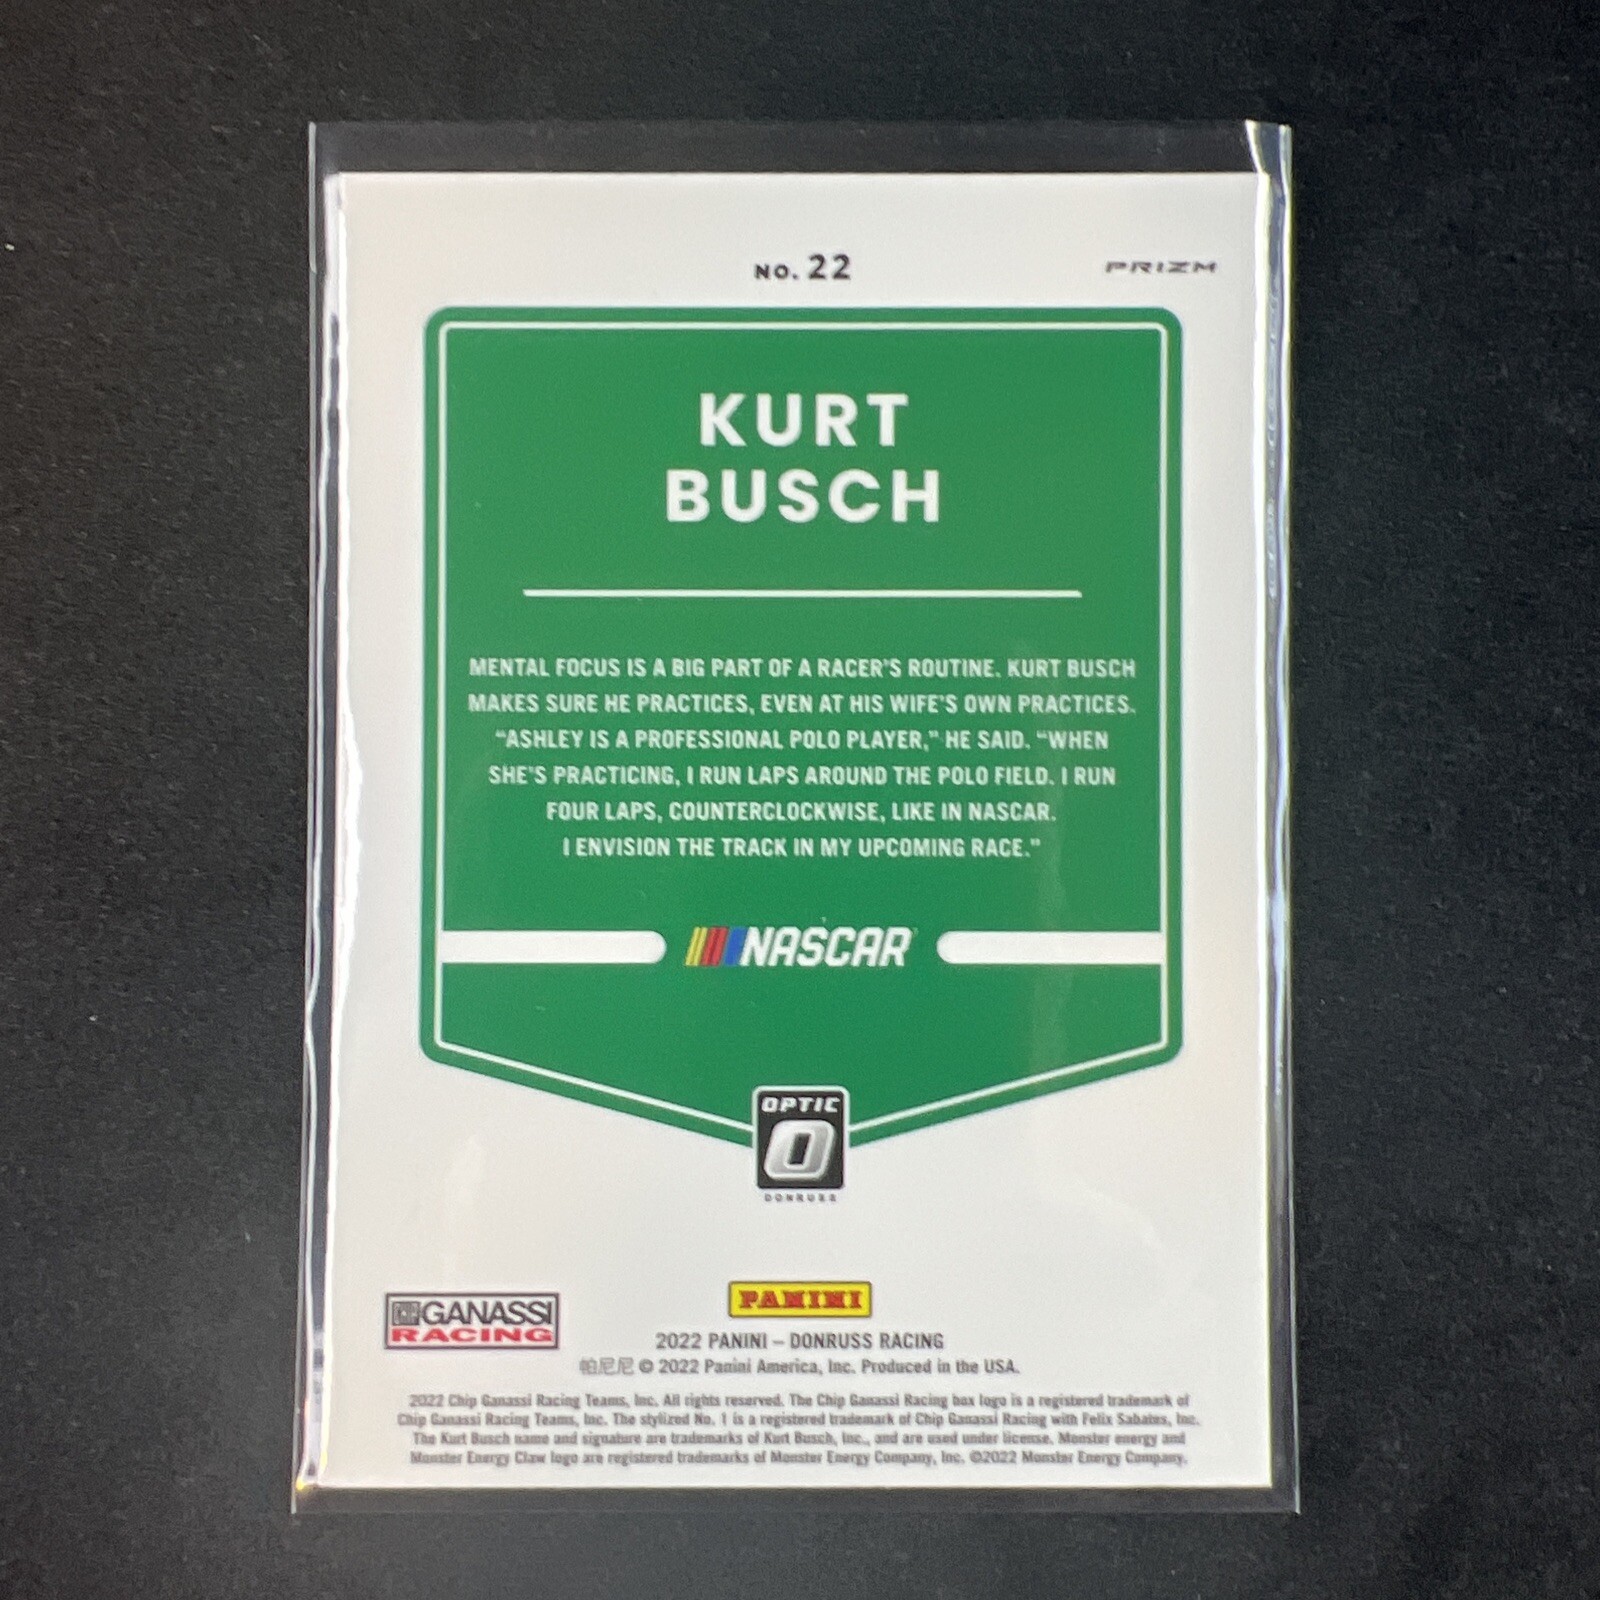 NO. 22
PRIZM
KURT
BUSCH
MENTAL FOCUS IS A BIG PART OF A RACER'S ROUTINE. KURT BUSCH
MAKES SURE HE PRACTICES, EVEN AT HIS WIFE'S OWN PRACTICES.
“ASHLEY IS A PROFESSIONAL POLO PLAYER,” HE SAID. “WHEN
SHE'S PRACTICING, I RUN LAPS AROUND THE POLO FIELD. I RUN
FOUR LAPS, COUNTERCLOCKWISE, LIKE IN NASCAR.
I ENVISION THE TRACK IN MY UPCOMING RACE.”
NASCAR
OPTIC
O
DONRUSS
GANASSI
RACING
PANINI
2022 PANINI – DONRUSS RACING
帕尼尼 © 2022 Panini America, Inc. Produced in the USA.
2022 Chip Ganassi Racing Teams, Inc. All rights reserved. The Chip Ganassi Racing box logo is a registered trademark of
Chip Ganassi Racing Teams, Inc. The stylized No. 1 is a registered trademark of Chip Ganassi Racing with Felix Sabates, Inc.
The Kurt Busch name and signature are trademarks of Kurt Busch, Inc., and are used under license. Monster energy and
Monster Energy Claw logo are registered trademarks of Monster Energy Company, Inc. ©2022 Monster Energy Company.